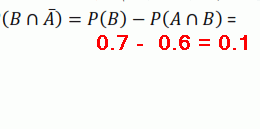 (B ∩ Ā) = P(B) − P(A ∩ B) =
0.7 - 0.6 = 0.1